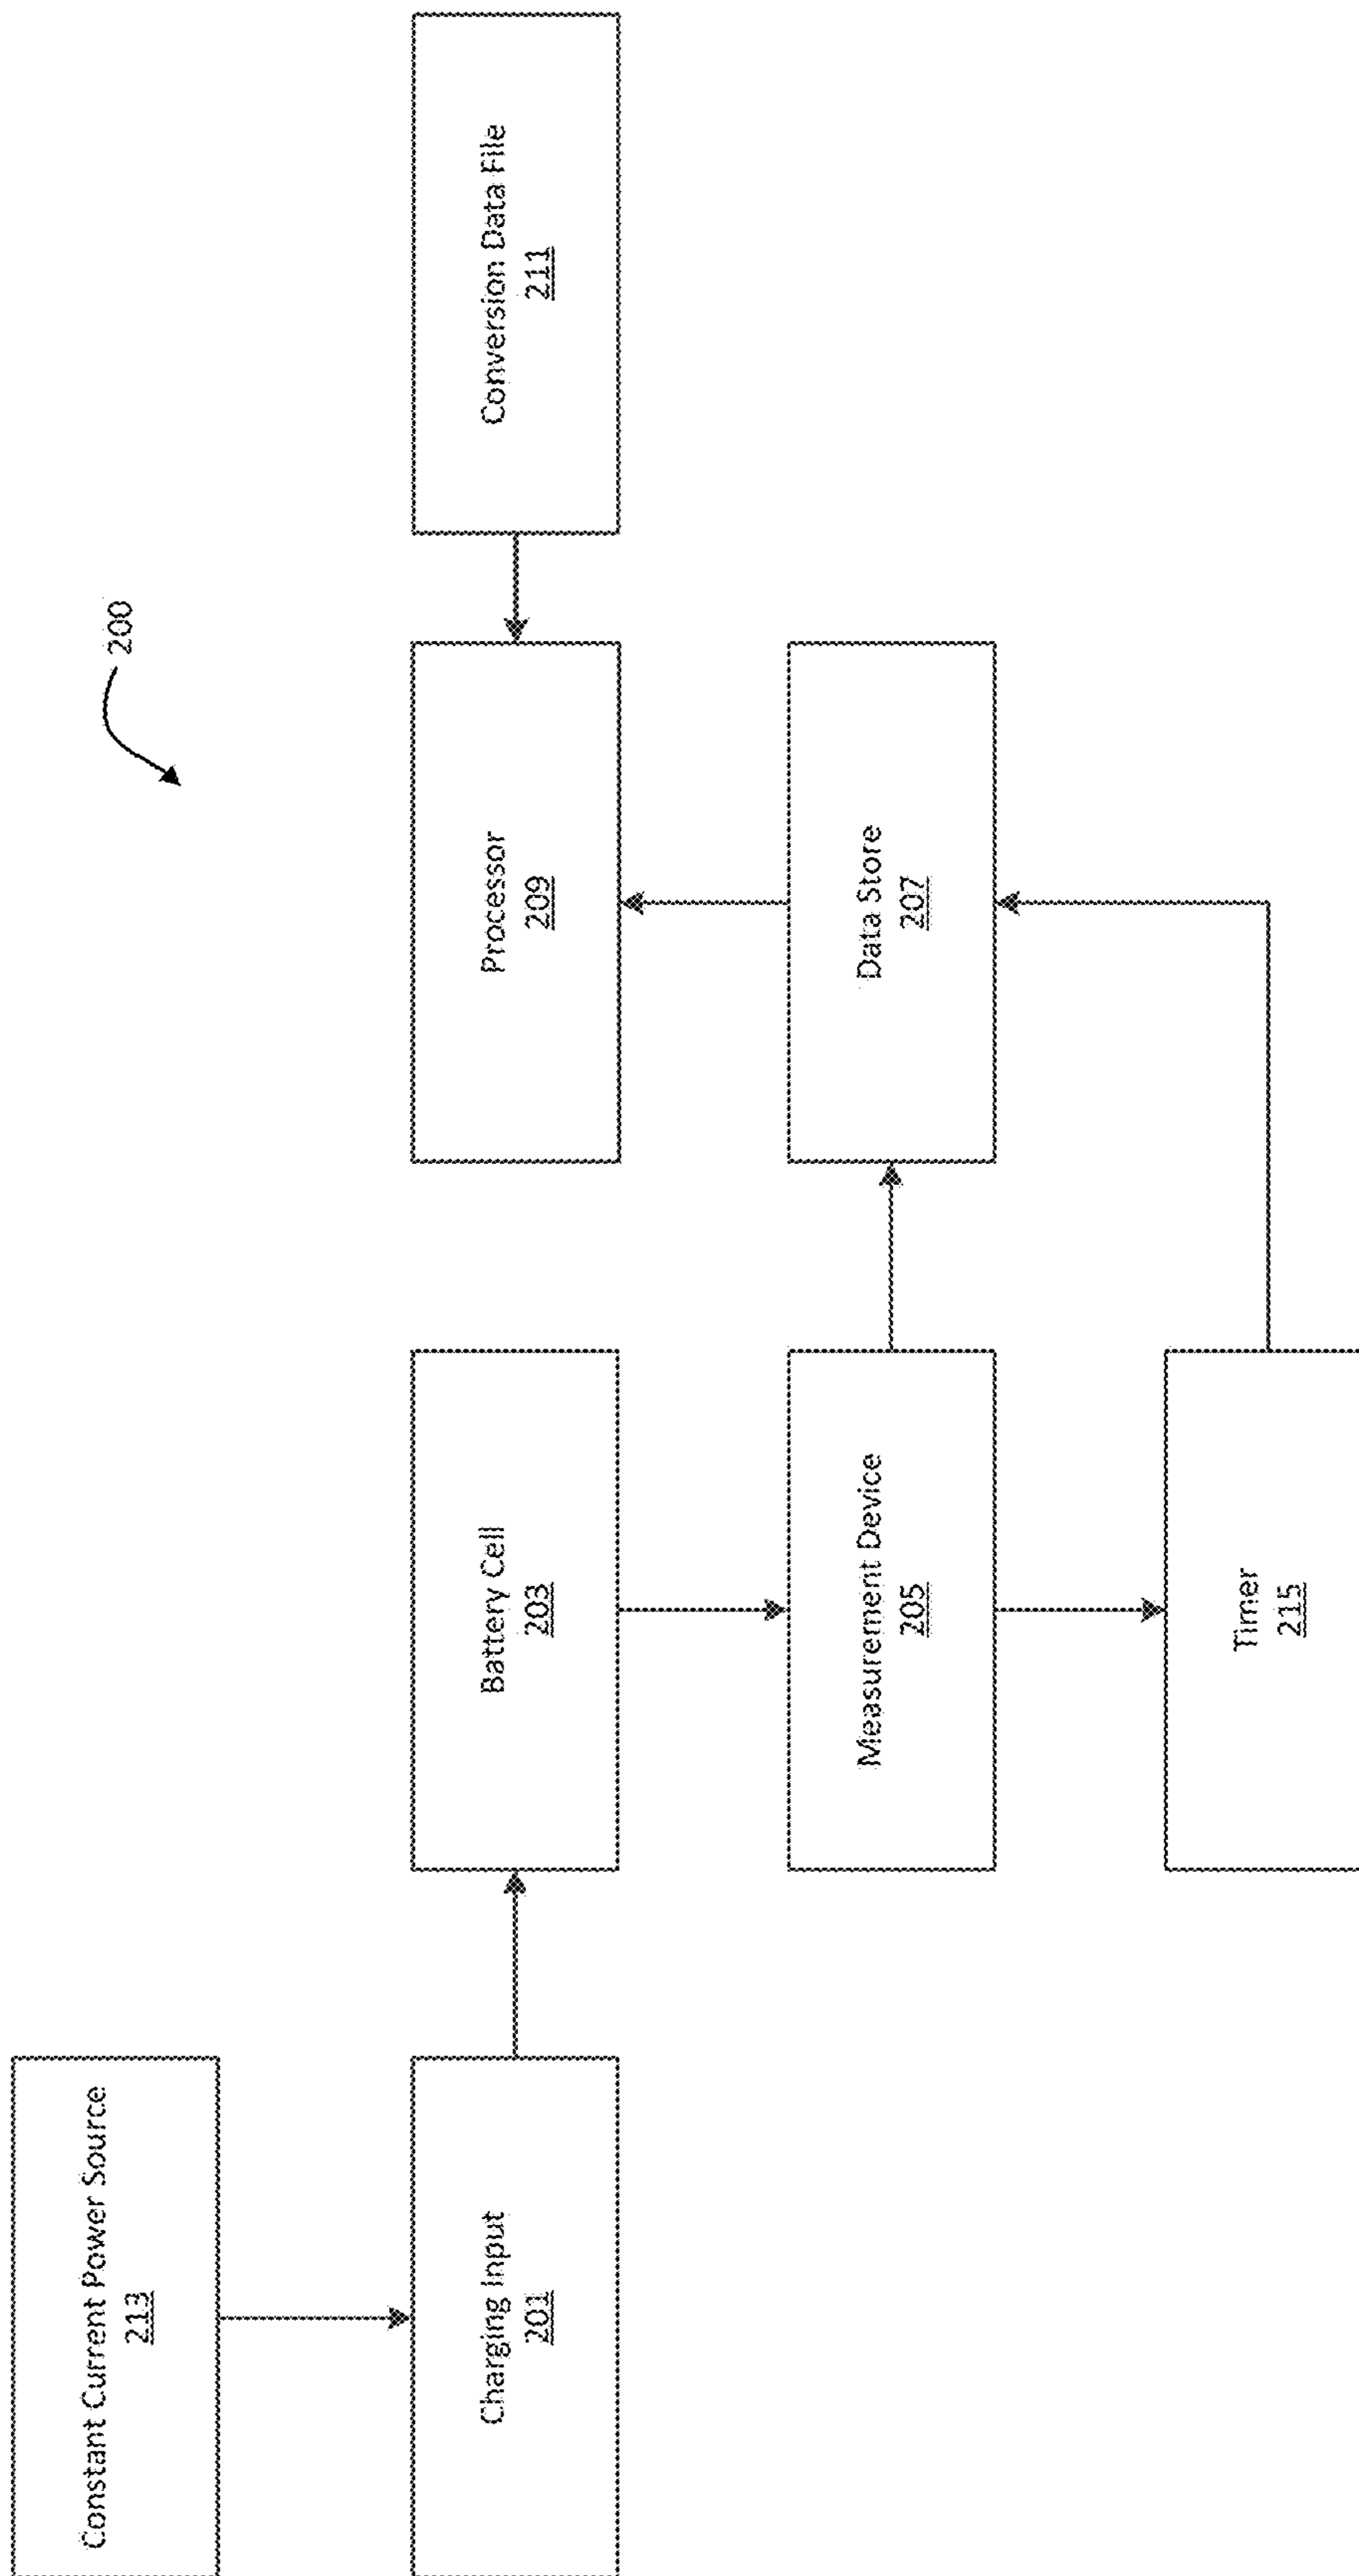 200
Constant Current Power Source
213
Charging Input
201
Battery Cell
203
Processor
209
Conversion Data File
211
Measurement Device
205
Data Store
207
Timer
215